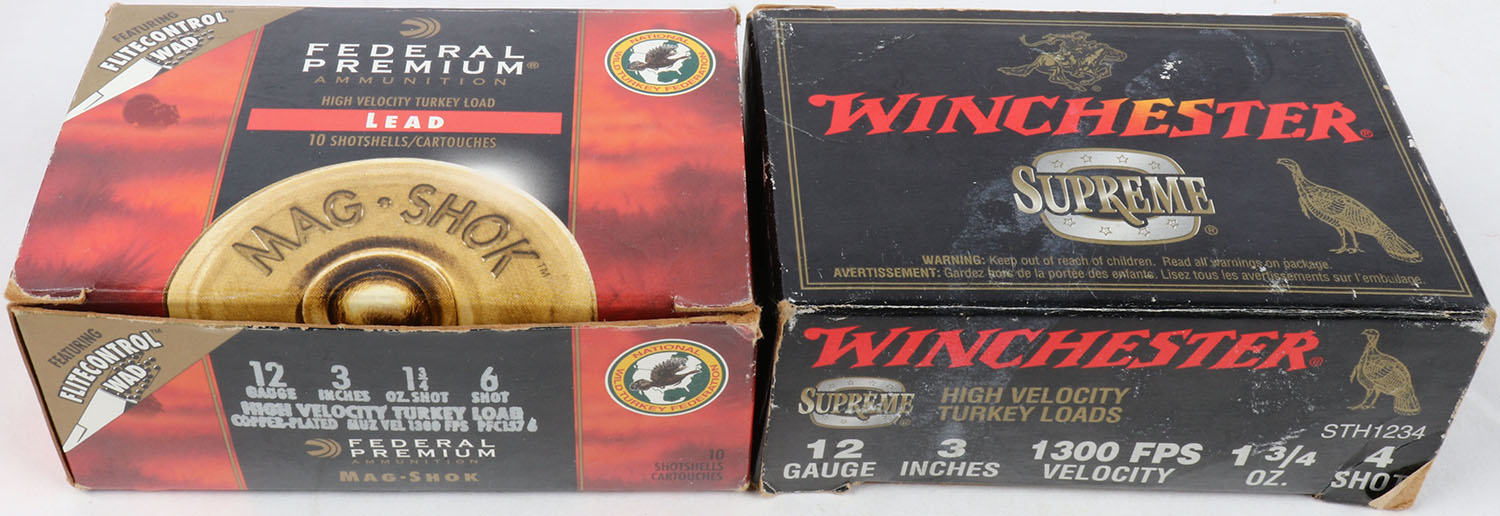 FEATURING
FLITECONTROL™
WAD
FEDERAL
PREMIUM®
AMMUNITION
HIGH VELOCITY TURKEY LOAD
LEAD
10 SHOTSHELLS/CARTOUCHES
MAG·SHOK™
NATIONAL
WILD TURKEY FEDERATION
FEATURING
FLITECONTROL™
WAD
12 3 1 3/4 6
GAUGE INCHES OZ. SHOT SHOT
HIGH VELOCITY TURKEY LOAD
COPPER-PLATED MUZ VEL 1300 FPS PFC157 6
FEDERAL
PREMIUM
AMMUNITION
MAG·SHOK
NATIONAL
WILD TURKEY FEDERATION
10
SHOTSHELLS
CARTOUCHES
WINCHESTER®
SUPREME®
WARNING: Keep out of reach of children. Read all warnings on package.
AVERTISSEMENT: Gardez hors de la portée des enfants. Lisez tous les avertissements sur l'emballage.
WINCHESTER®
SUPREME
HIGH VELOCITY
TURKEY LOADS
STH1234
12 3 1300 FPS 1 3/4 4
GAUGE INCHES VELOCITY OZ. SHOT